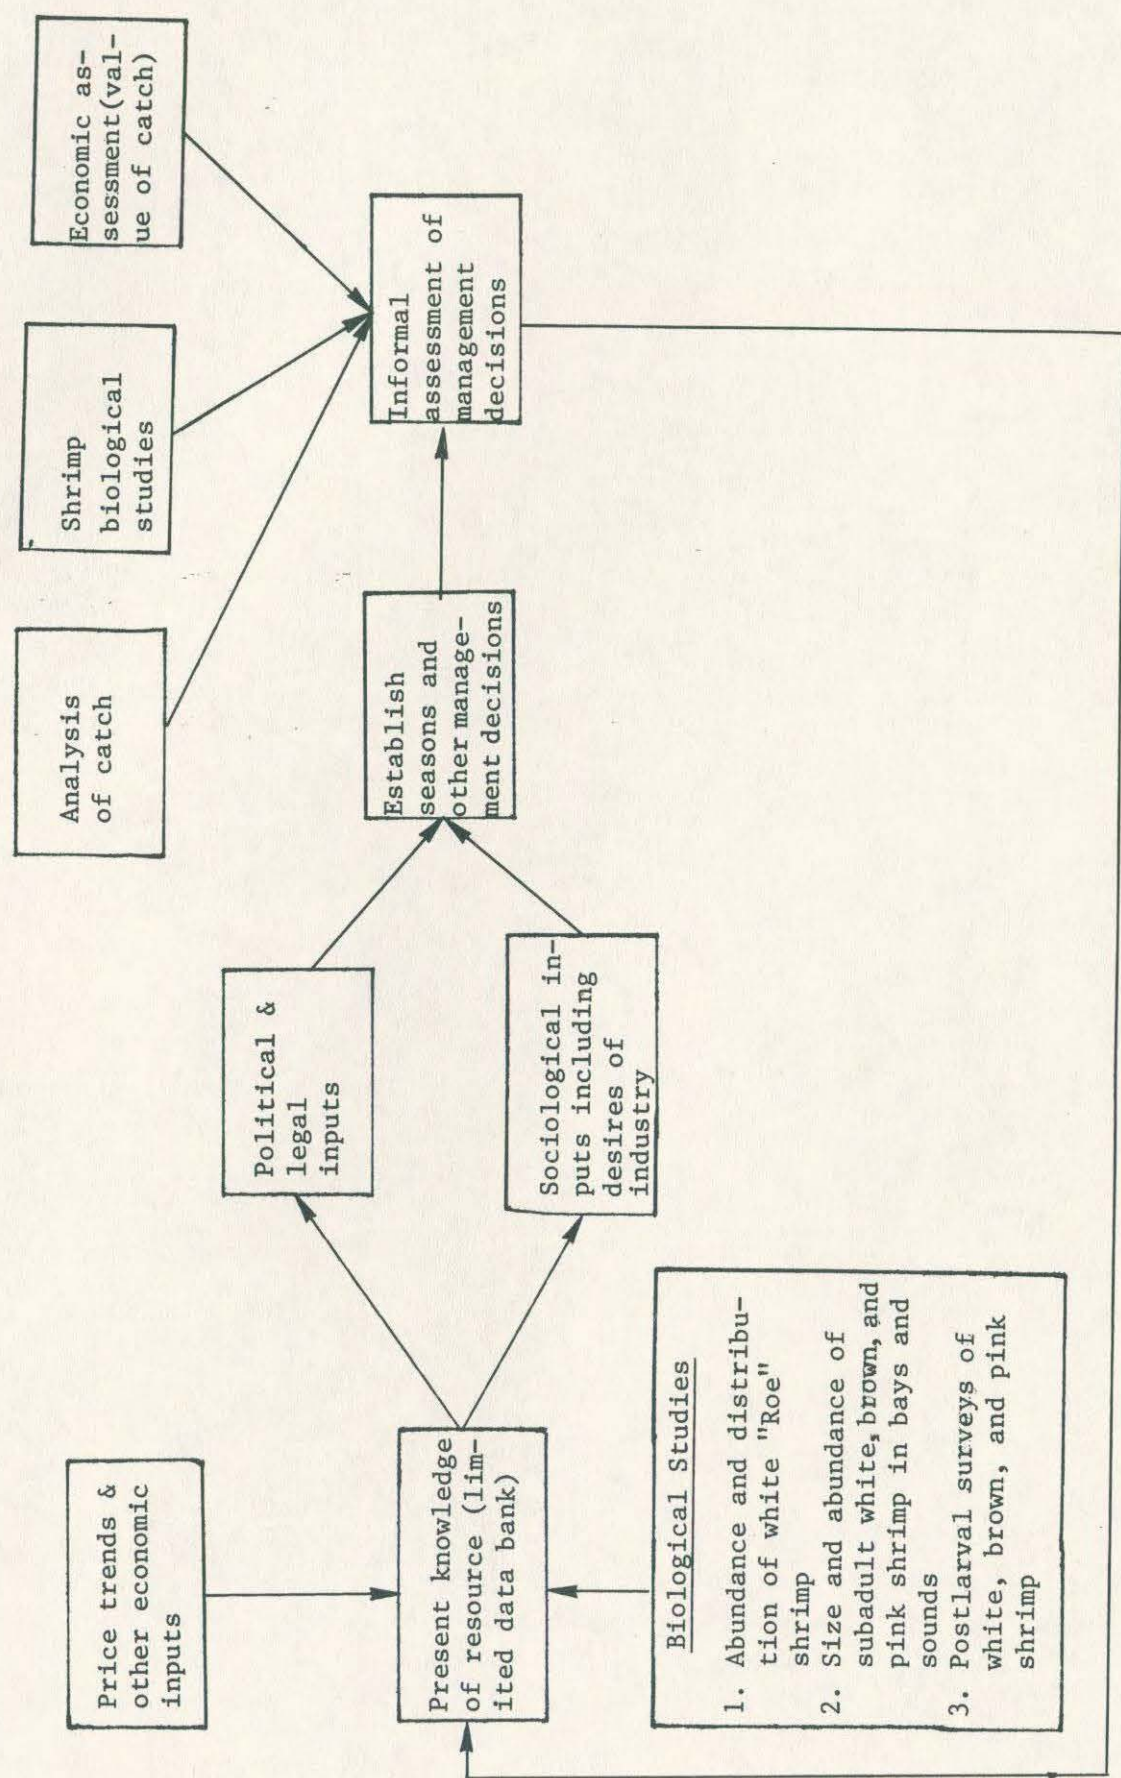 Price trends &
other economic
inputs
Present knowledge
of resource (lim-
ited data bank)
Biological Studies
1. Abundance and distribu-
tion of white "Roe"
shrimp
2. Size and abundance of
subadult white, brown, and
pink shrimp in bays and
sounds
3. Postlarval surveys of
white, brown, and pink
shrimp
Political &
legal
inputs
Sociological in-
puts including
desires of
industry
Establish
seasons and
other manage-
ment decisions
Analysis
of catch
Shrimp
biological
studies
Economic as-
sessment(val-
ue of catch)
Informal
assessment of
management
decisions